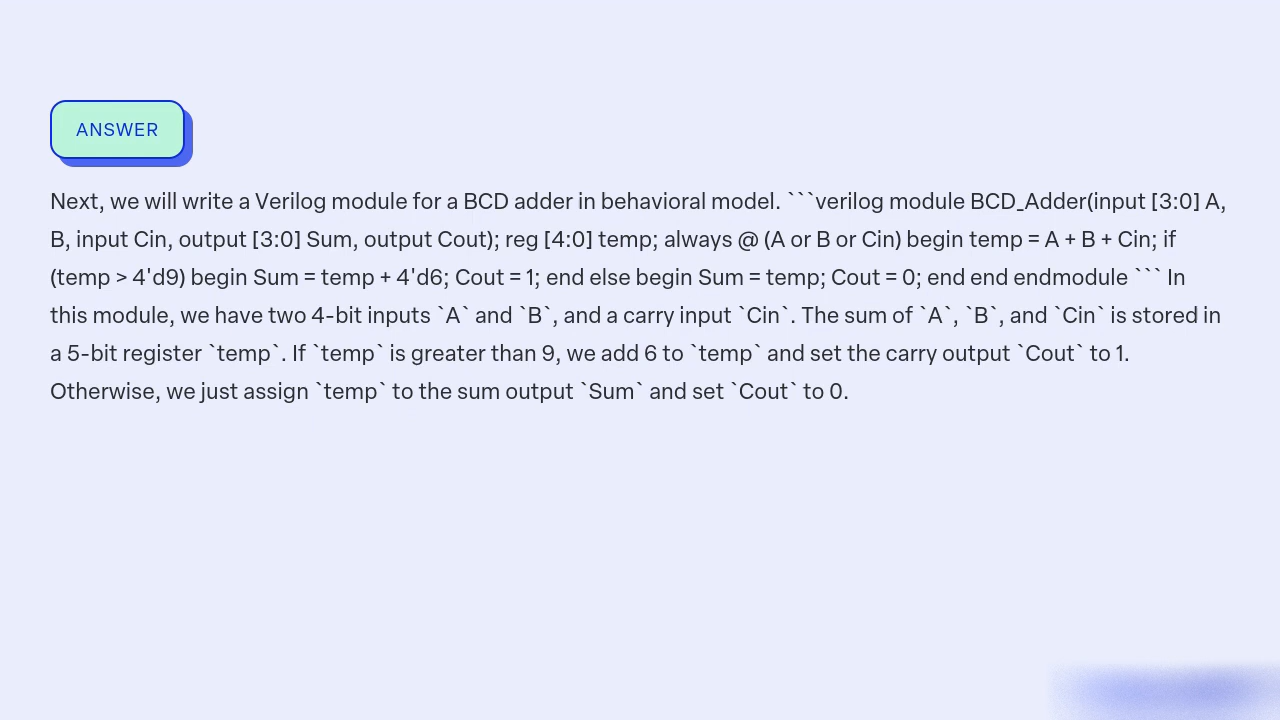 ANSWER
Next, we will write a Verilog module for a BCD adder in behavioral model. ```verilog module BCD_Adder(input [3:0] A,
B, input Cin, output [3:0] Sum, output Cout); reg [4:0] temp; always @ (A or B or Cin) begin temp = A + B + Cin; if
(temp > 4'd9) begin Sum = temp + 4'd6; Cout = 1; end else begin Sum = temp; Cout = 0; end end endmodule ``` In
this module, we have two 4-bit inputs `A` and `B`, and a carry input `Cin`. The sum of `A`, `B`, and `Cin` is stored in
a 5-bit register `temp`. If `temp` is greater than 9, we add 6 to `temp` and set the carry output `Cout` to 1.
Otherwise, we just assign `temp` to the sum output `Sum` and set `Cout` to 0.